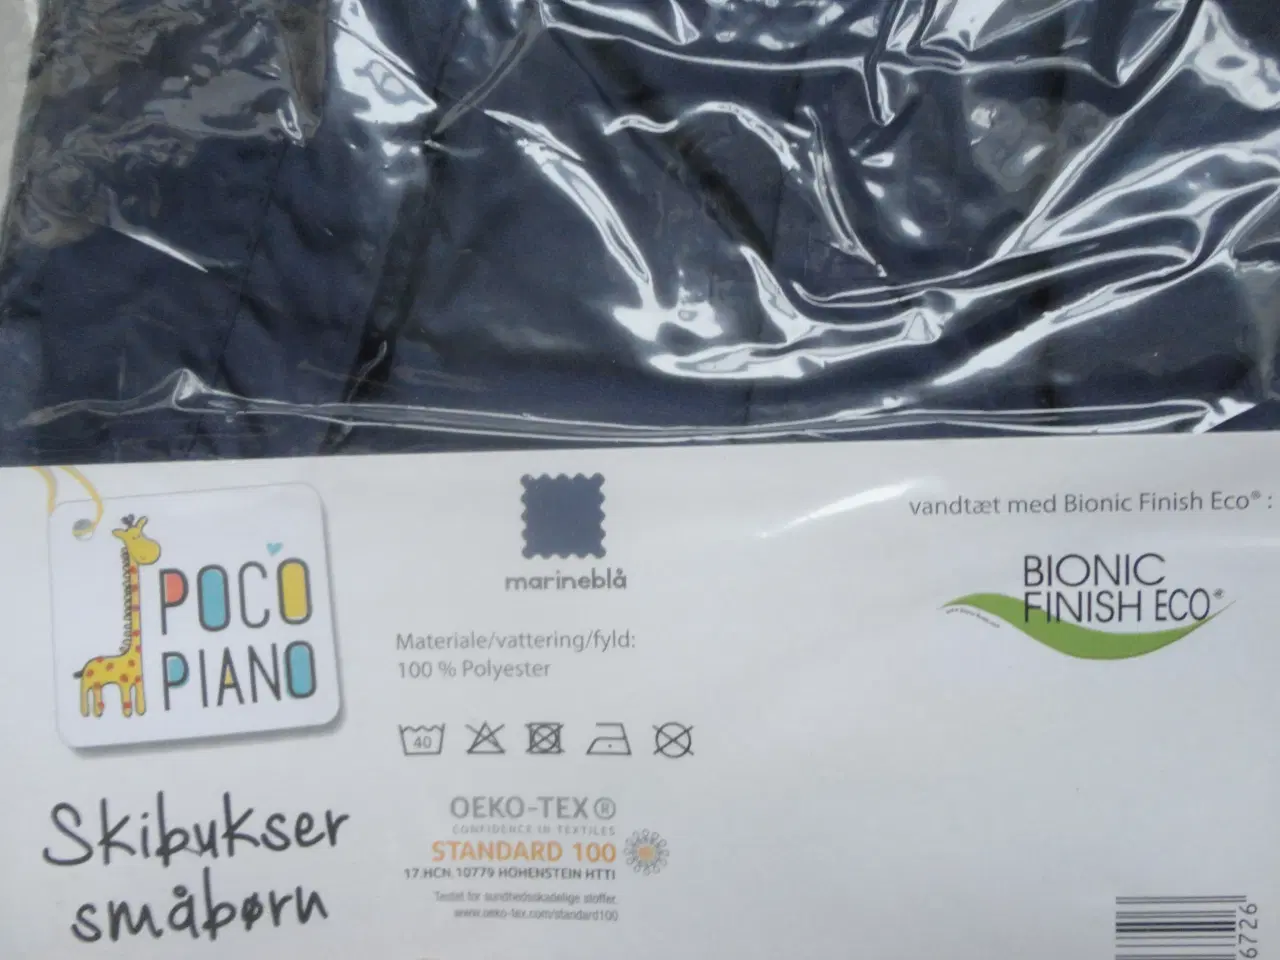 POCO
PIANO
Skibukser
småbørn
marineblå
Materiale/vattering/fyld:
100 % Polyester
40
OEKO-TEX®
CONFIDENCE IN TEXTILES
STANDARD 100
17.HCN.10779 HOHENSTEIN HTTI
Testet for sundhedsskadelige stoffer.
www.oeko-tex.com/standard100
vandtæt med Bionic Finish Eco® :
BIONIC
FINISH ECO®
6726